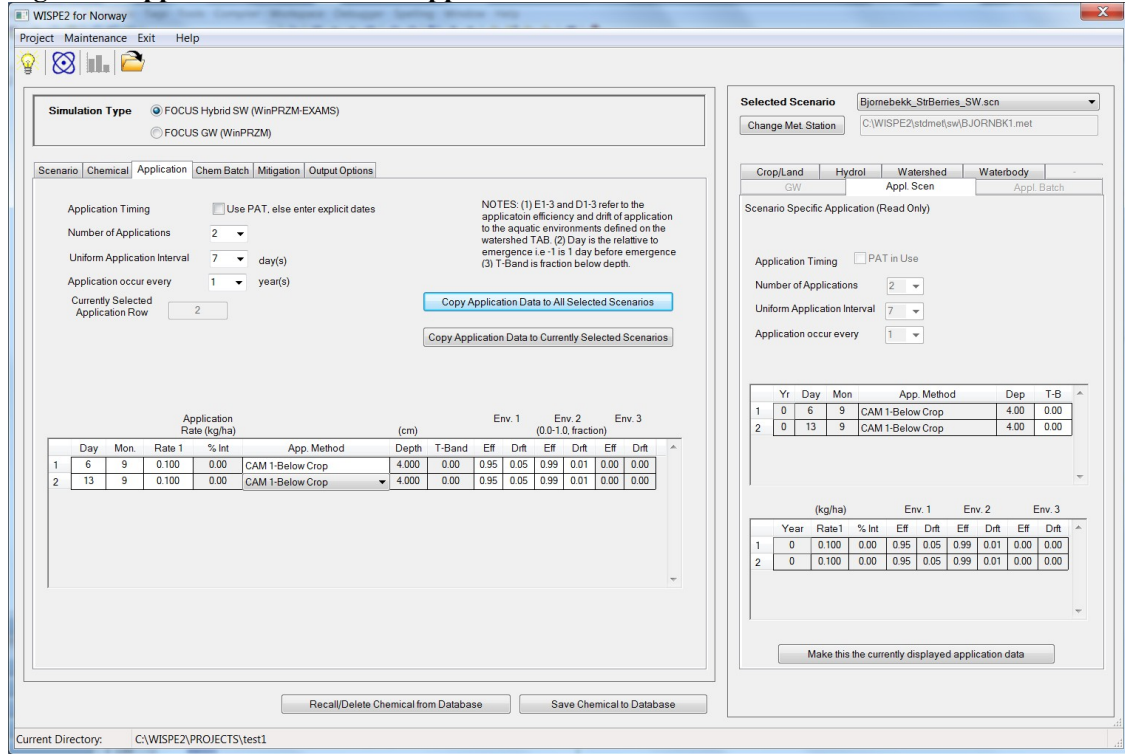 WISPE2 for Norway
Project Maintenance Exit Help
Simulation Type FOCUS Hybrid SW (WinPRZM-EXAMS)
FOCUS GW (WinPRZM)
Scenario Chemical Application Chem Batch Mitigation Output Options
Application Timing Use PAT, else enter explicit dates
Number of Applications 2
Uniform Application Interval 7 day(s)
Application occur every 1 year(s)
Currently Selected
Application Row 2
NOTES: (1) E1-3 and D1-3 refer to the
applicatoin efficiency and drift of application
to the aquatic environments defined on the
watershed TAB. (2) Day is the relative to
emergence i.e -1 is 1 day before emergence
(3) T-Band is fraction below depth.
Copy Application Data to All Selected Scenarios
Copy Application Data to Currently Selected Scenarios
Application Env. 1 Env. 2 Env. 3
Rate (kg/ha) (cm) (0.0-1.0, fraction)
Day Mon. Rate 1 % Int App. Method Depth T-Band Eff Drft Eff Drft Eff Drft
1 6 9 0.100 0.00 CAM 1-Below Crop 4.000 0.00 0.95 0.05 0.99 0.01 0.00 0.00
2 13 9 0.100 0.00 CAM 1-Below Crop 4.000 0.00 0.95 0.05 0.99 0.01 0.00 0.00
Recall/Delete Chemical from Database Save Chemical to Database
Selected Scenario Bjornebekk_StrBerries_SW.scn
Change Met. Station C:\WISPE2\stdmet\sw\BJORNBK1.met
Crop/Land Hydrol Watershed Waterbody
GW Appl. Scen Appl. Batch
Scenario Specific Application (Read Only)
Application Timing PAT in Use
Number of Applications 2
Uniform Application Interval 7
Application occur every 1
Yr Day Mon App. Method Dep T-B
1 0 6 9 CAM 1-Below Crop 4.00 0.00
2 0 13 9 CAM 1-Below Crop 4.00 0.00
(kg/ha) Env. 1 Env. 2 Env. 3
Year Rate1 % Int Eff Drft Eff Drft Eff Drft
1 0 0.100 0.00 0.95 0.05 0.99 0.01 0.00 0.00
2 0 0.100 0.00 0.95 0.05 0.99 0.01 0.00 0.00
Make this the currently displayed application data
Current Directory: C:\WISPE2\PROJECTS\test1